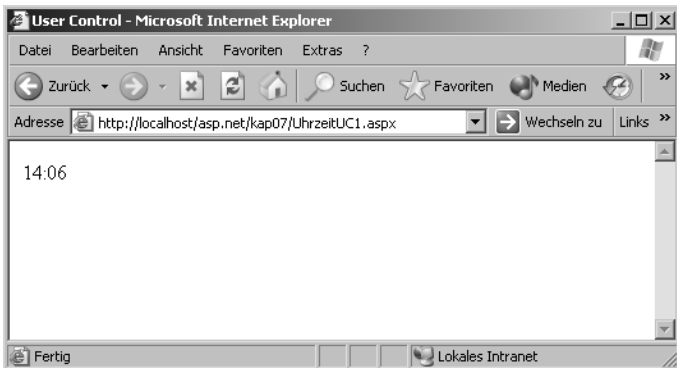 User Control - Microsoft Internet Explorer
Datei Bearbeiten Ansicht Favoriten Extras ?
Zurück Suchen Favoriten Medien »
Adresse http://localhost/asp.net/kap07/UhrzeitUC1.aspx Wechseln zu Links »
14:06
Fertig Lokales Intranet